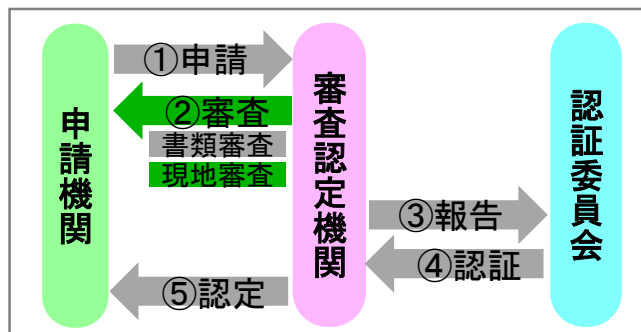 申請機関
①申請
②審査
書類審査
現地審査
審査認定機関
③報告
④認証
⑤認定
認証委員会